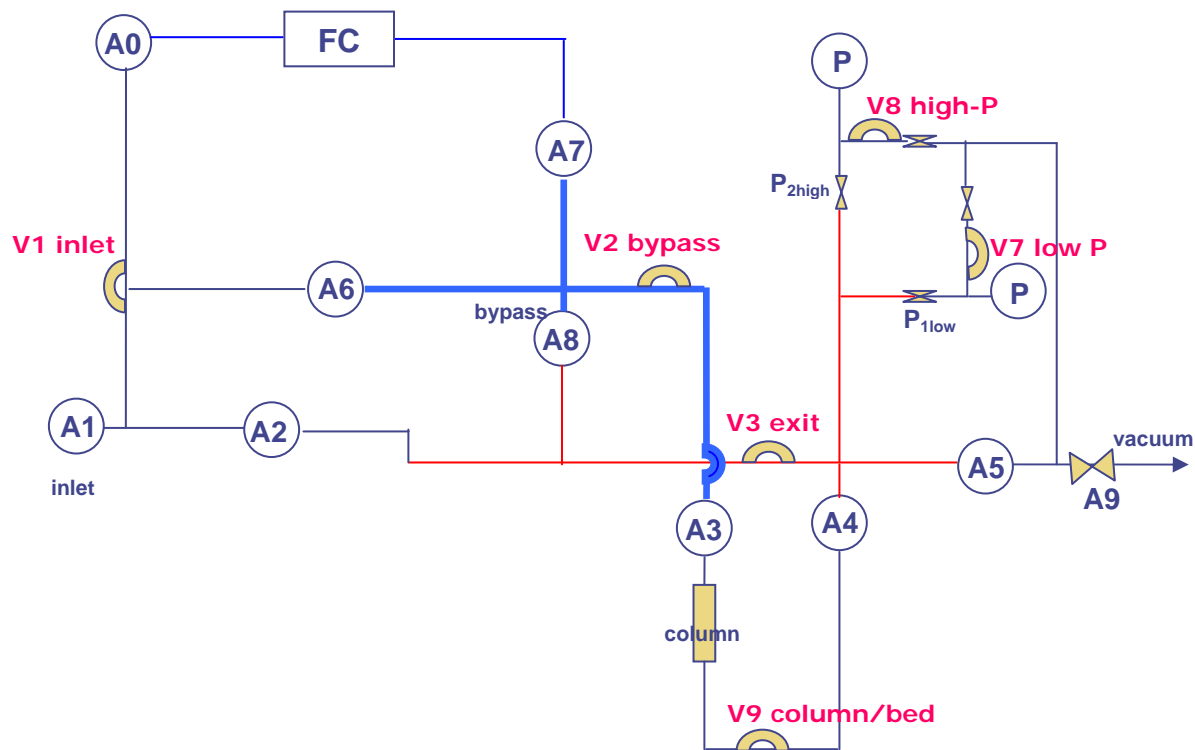 A0
FC
P
V8 high-P
A7
P2high
V1 inlet
V2 bypass
V7 low P
A6
P
bypass
P1low
A8
A1
A2
V3 exit
vacuum
A5
inlet
A9
A3
A4
column
V9 column/bed